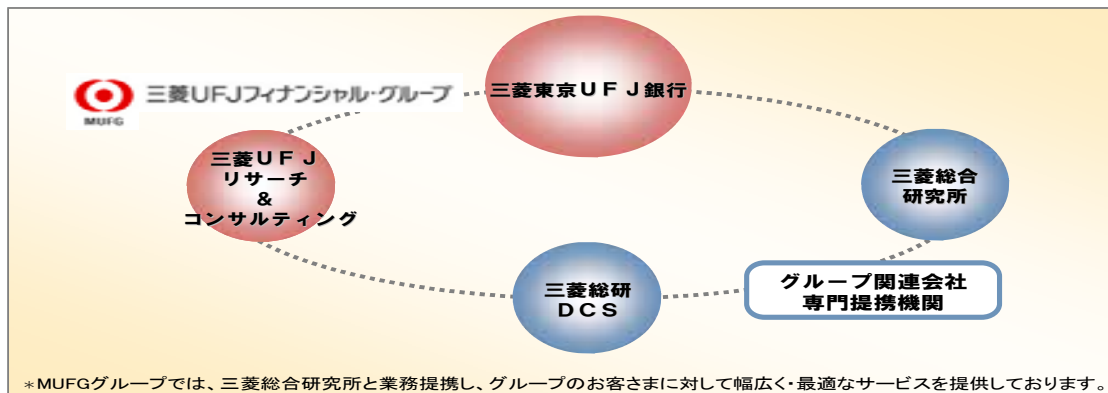 三菱東京UFJ銀行
三菱UFJフィナンシャル・グループ
MUFG
三菱UFJ
リサーチ
&
コンサルティング
三菱総合
研究所
三菱総研
DCS
グループ関連会社
専門提携機関
*MUFGグループでは、三菱総合研究所と業務提携し、グループのお客さまに対して幅広く・最適なサービスを提供しております。